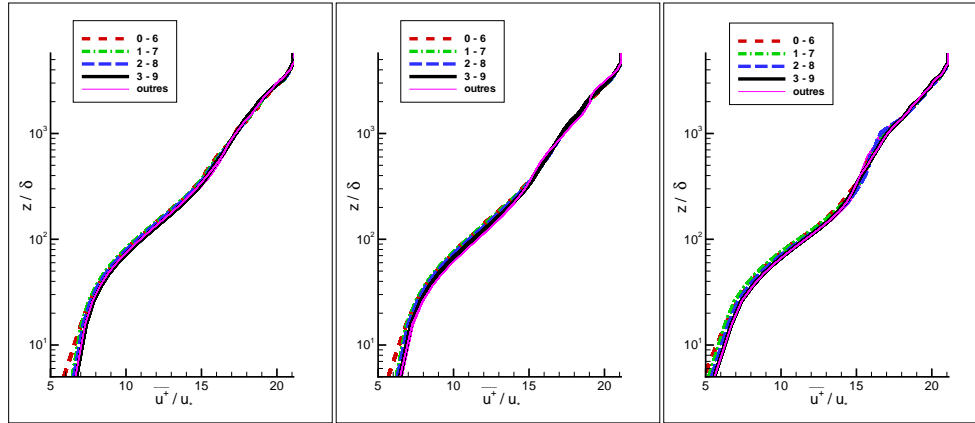 0 - 6
1 - 7
2 - 8
3 - 9
outres
z / δ
10³
10²
10¹
5 10 15 20
u⁺ / u*
0 - 6
1 - 7
2 - 8
3 - 9
outres
z / δ
10³
10²
10¹
5 10 15 20
u⁺ / u*
0 - 6
1 - 7
2 - 8
3 - 9
outres
z / δ
10³
10²
10¹
5 10 15 20
u⁺ / u*